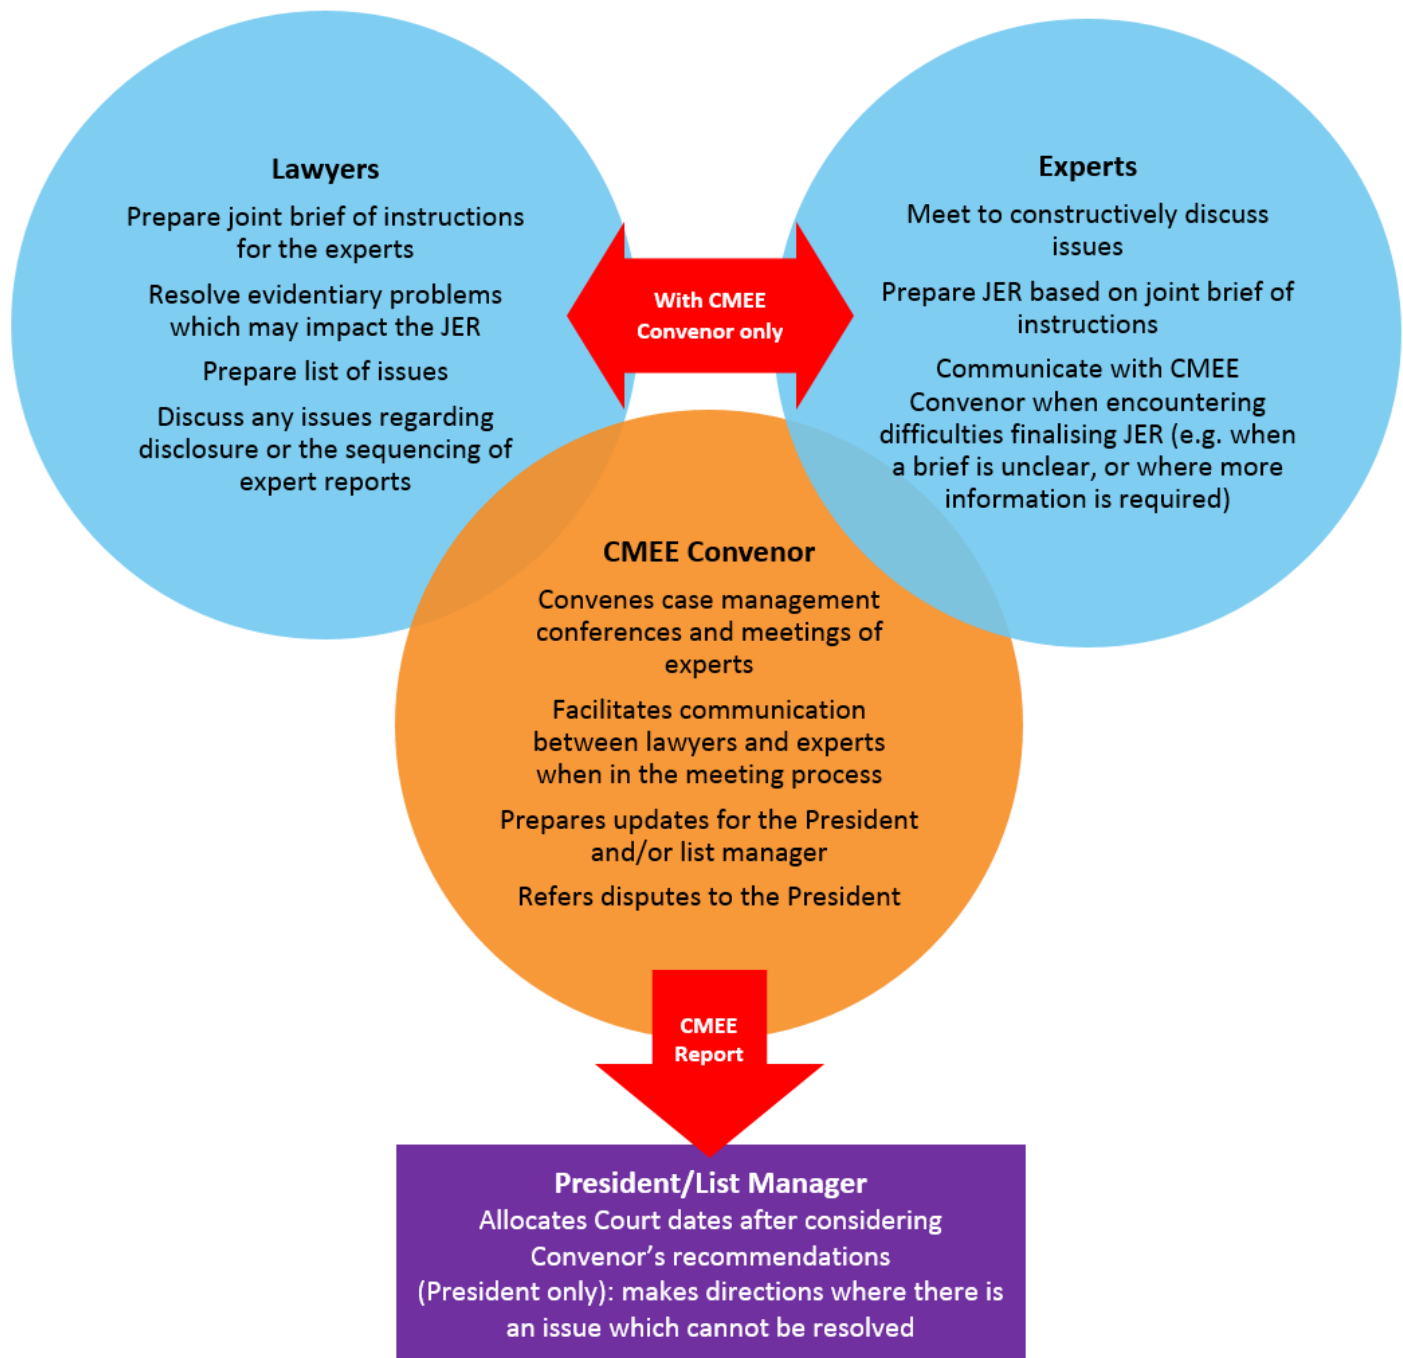 Lawyers
Prepare joint brief of instructions
for the experts
Resolve evidentiary problems
which may impact the JER
Prepare list of issues
Discuss any issues regarding
disclosure or the sequencing of
expert reports
With CMEE
Convenor only
Experts
Meet to constructively discuss
issues
Prepare JER based on joint brief of
instructions
Communicate with CMEE
Convenor when encountering
difficulties finalising JER (e.g. when
a brief is unclear, or where more
information is required)
CMEE Convenor
Convenes case management
conferences and meetings of
experts
Facilitates communication
between lawyers and experts
when in the meeting process
Prepares updates for the President
and/or list manager
Refers disputes to the President
CMEE
Report
President/List Manager
Allocates Court dates after considering
Convenor’s recommendations
(President only): makes directions where there is
an issue which cannot be resolved